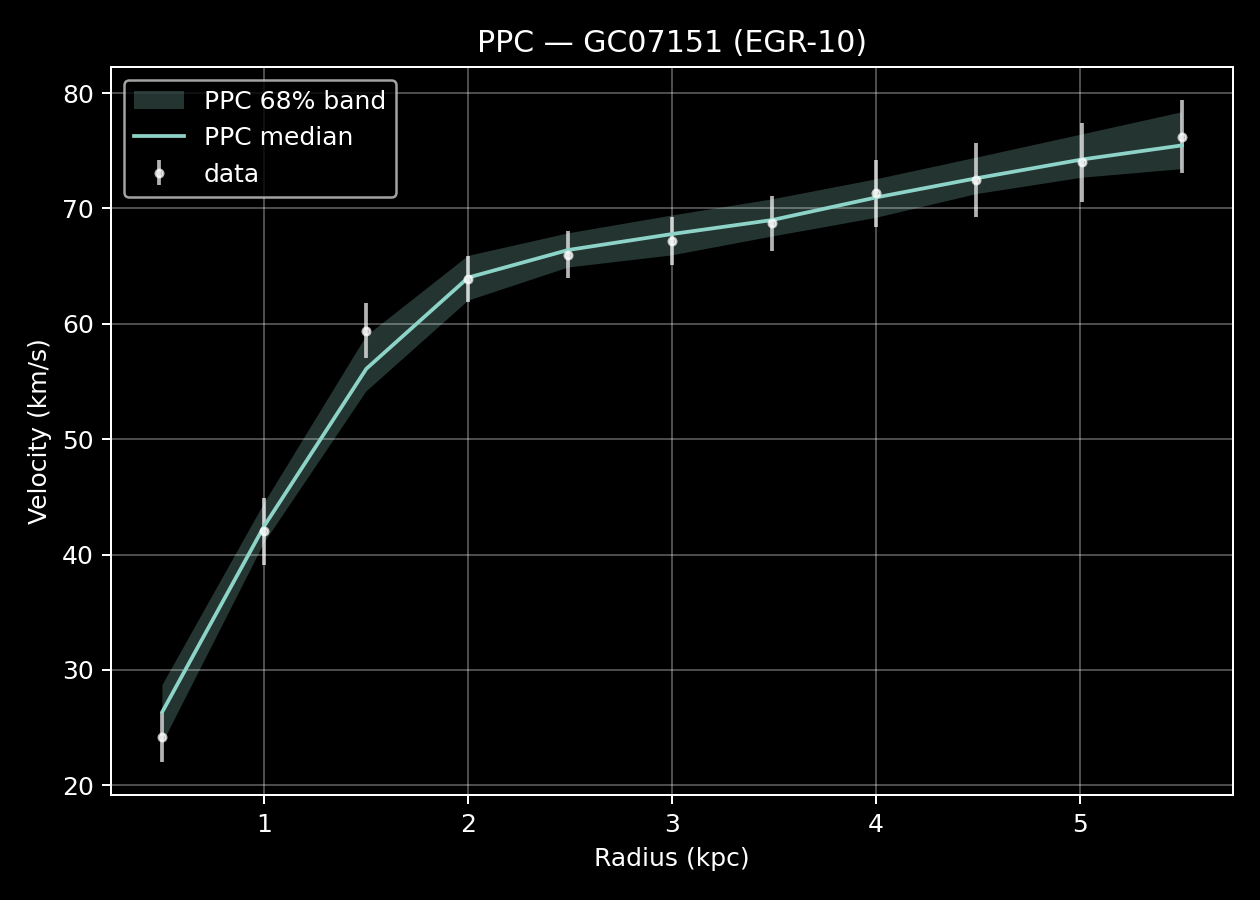 PPC — GC07151 (EGR-10)
PPC 68% band
PPC median
data
Velocity (km/s)
80
70
60
50
40
30
20
1 2 3 4 5
Radius (kpc)